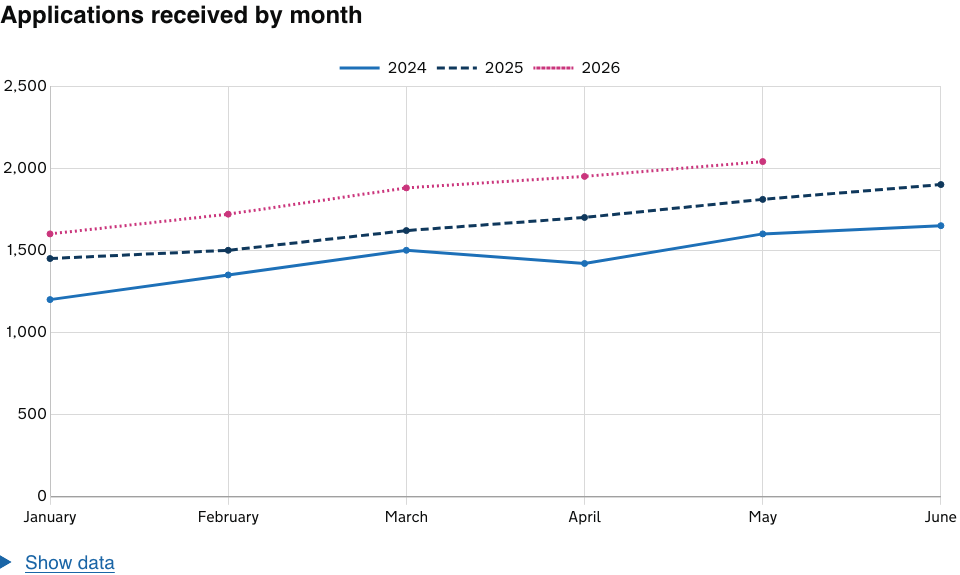 Applications received by month
2024 2025 2026
2,500
2,000
1,500
1,000
500
0
January February March April May June
Show data